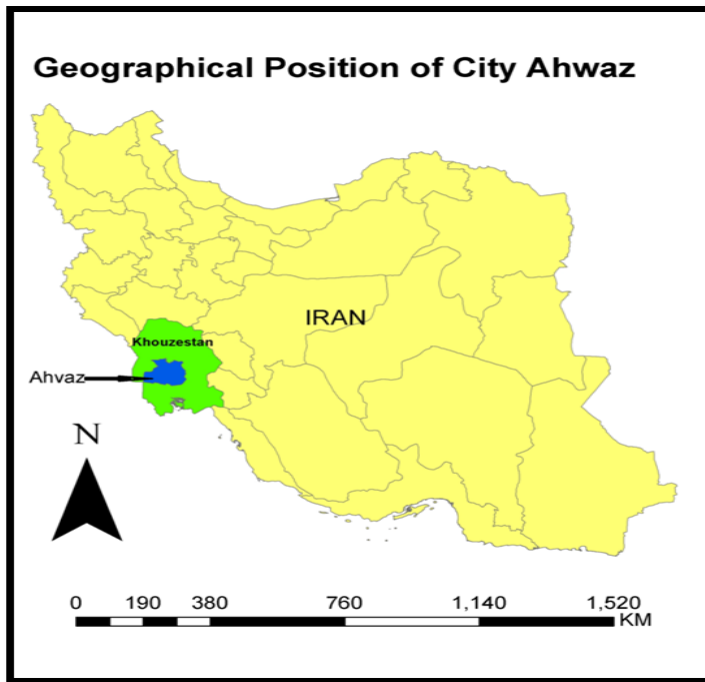 Geographical Position of City Ahwaz
IRAN
Khouzestan
Ahvaz
N
0 190 380 760 1,140 1,520
KM